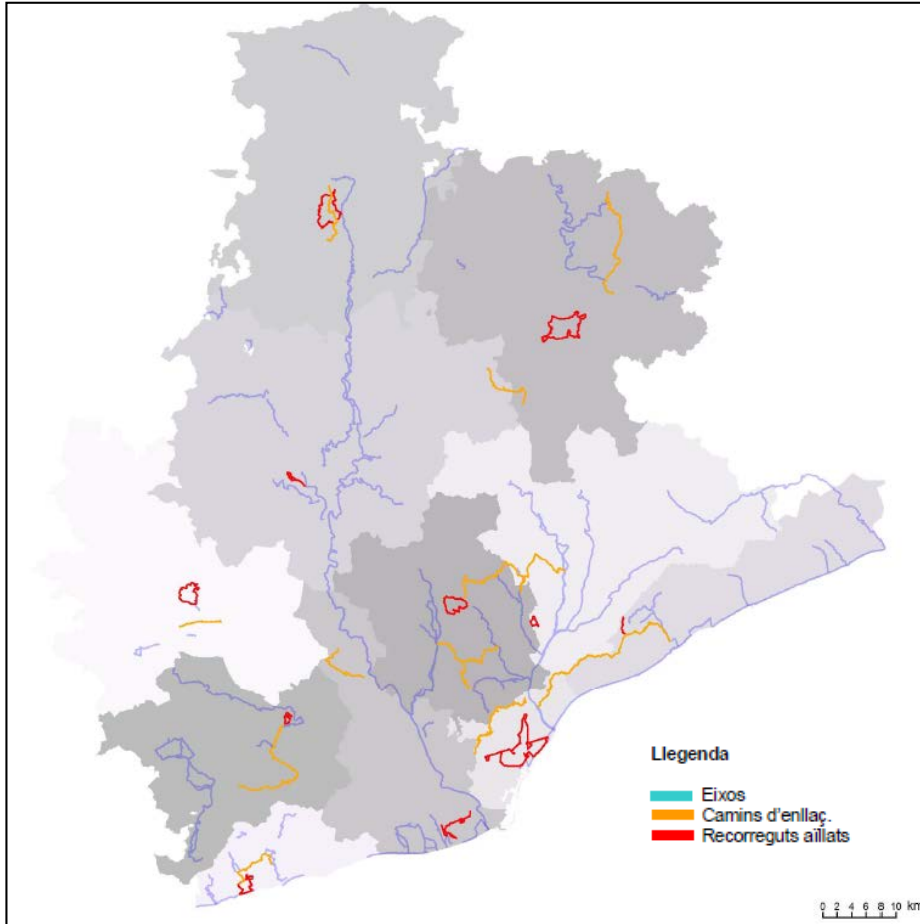 Llegenda
Eixos
Camins d'enllaç.
Recorreguts aïllats
0 2 4 6 8 10 km